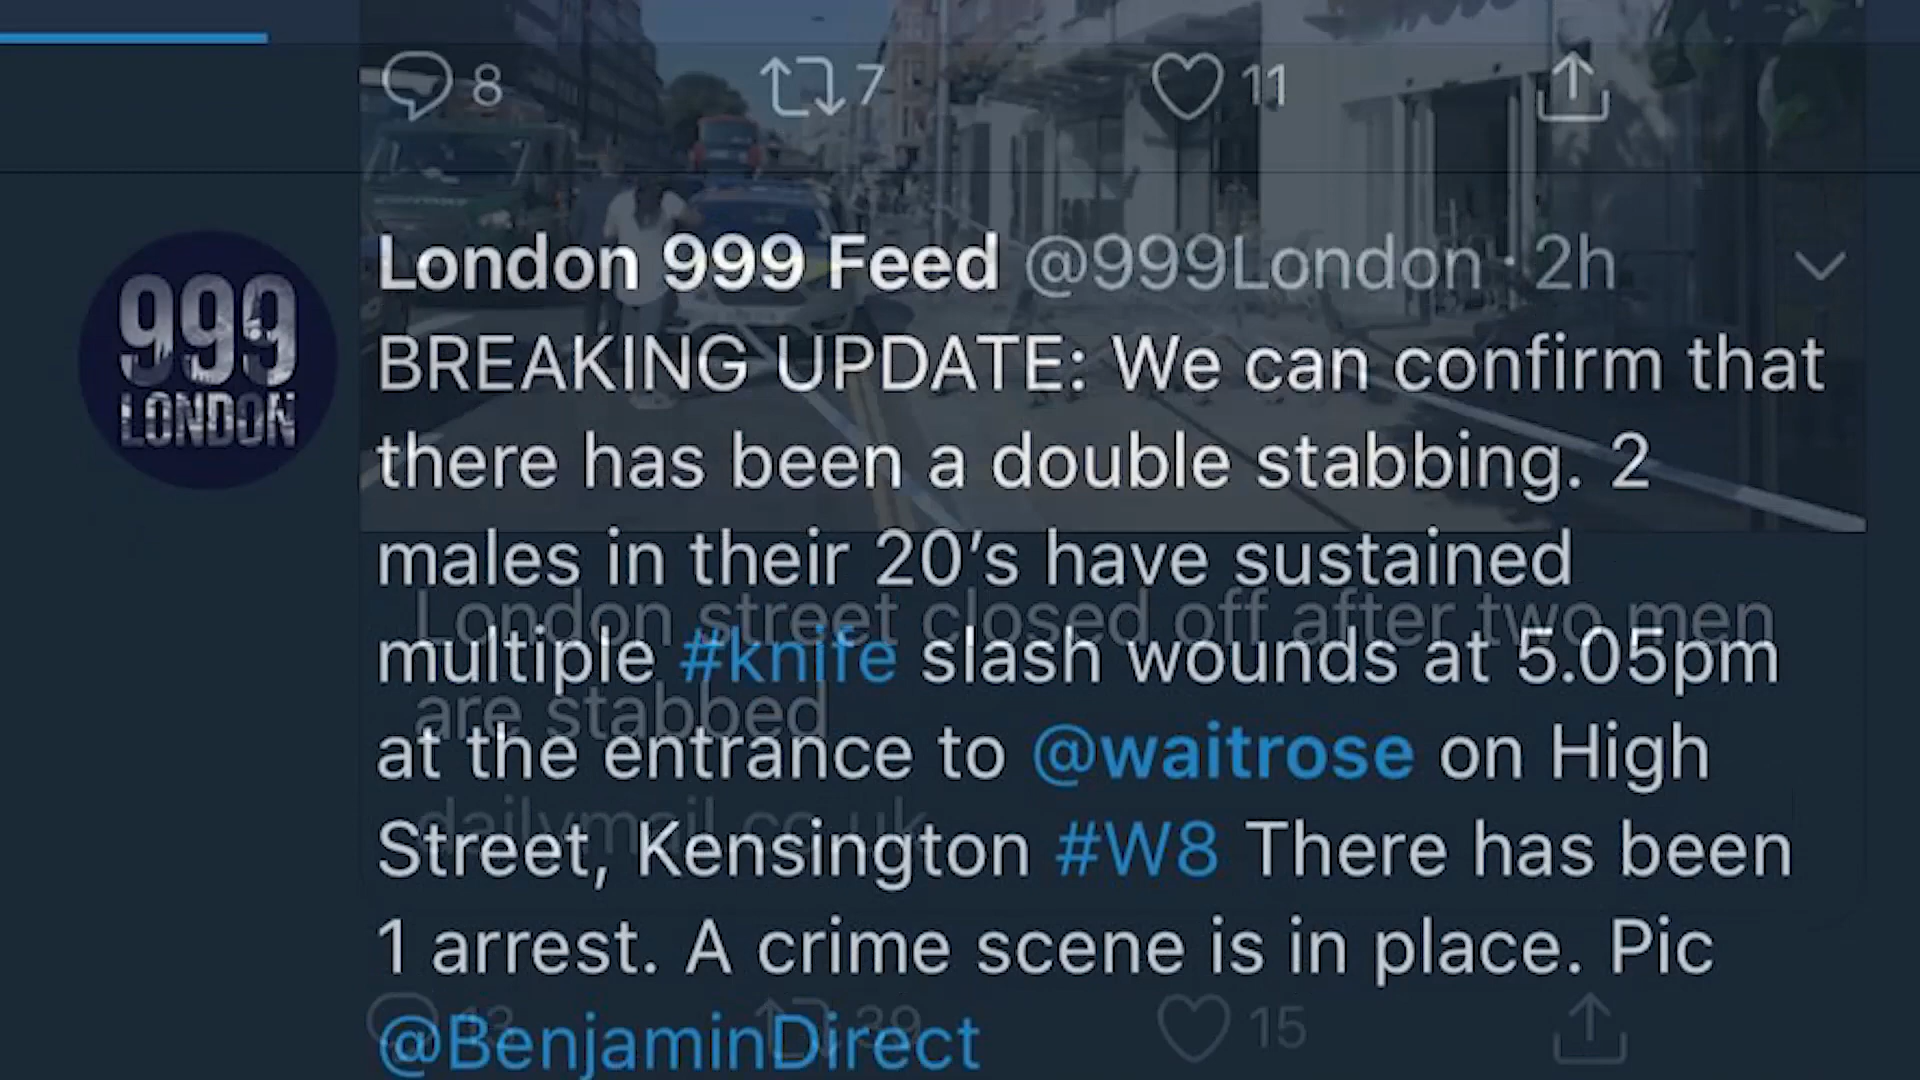 8 7 11
999
LONDON
London 999 Feed @999London · 2h
BREAKING UPDATE: We can confirm that
there has been a double stabbing. 2
males in their 20's have sustained
multiple #knife slash wounds at 5.05pm
at the entrance to @waitrose on High
Street, Kensington #W8 There has been
1 arrest. A crime scene is in place. Pic
@BenjaminDirect
London street closed off after two men
are stabbed
dailymail.co.uk
13 39 15